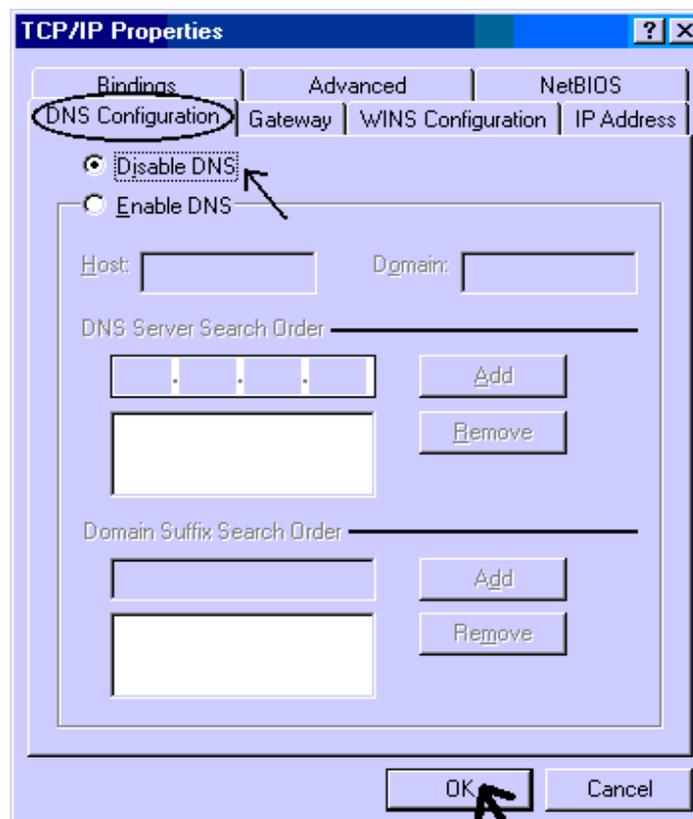 TCP/IP Properties
Bindings Advanced NetBIOS
DNS Configuration Gateway WINS Configuration IP Address
Disable DNS
Enable DNS
Host: Domain:
DNS Server Search Order
. . . Add
Remove
Domain Suffix Search Order
Add
Remove
OK Cancel